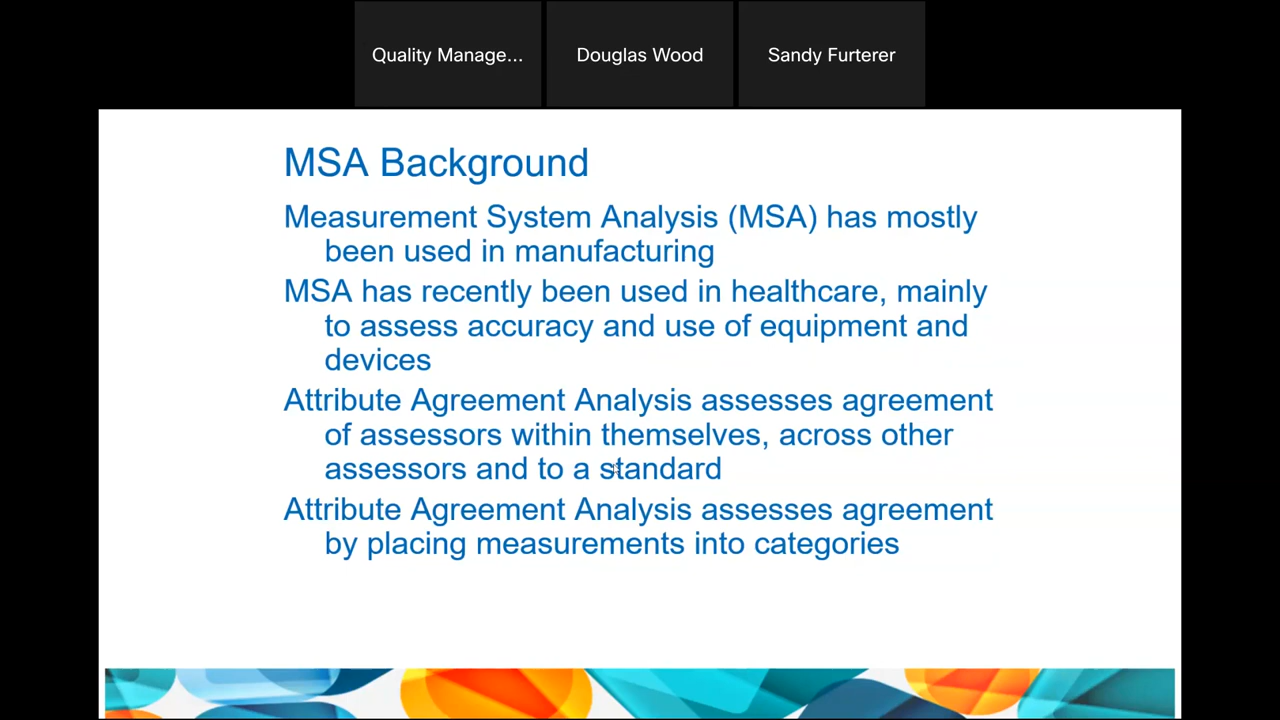 Quality Manage...
Douglas Wood
Sandy Furterer
MSA Background
Measurement System Analysis (MSA) has mostly
been used in manufacturing
MSA has recently been used in healthcare, mainly
to assess accuracy and use of equipment and
devices
Attribute Agreement Analysis assesses agreement
of assessors within themselves, across other
assessors and to a standard
Attribute Agreement Analysis assesses agreement
by placing measurements into categories